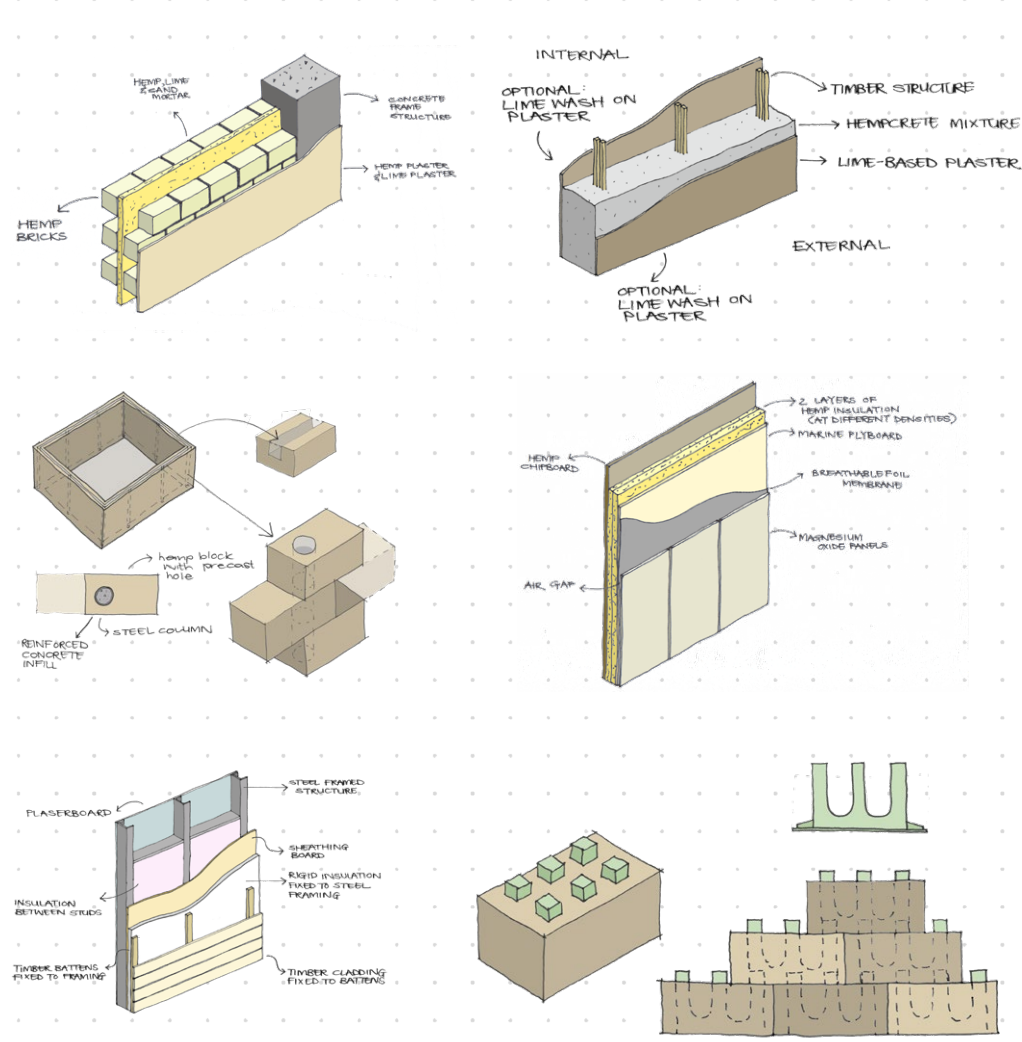 HEMP, LIME
& SAND
MORTAR
CONCRETE
FRAME
STRUCTURE
HEMP PLASTER
& LIME PLASTER
HEMP
BRICKS
INTERNAL
OPTIONAL:
LIME WASH ON
PLASTER
TIMBER STRUCTURE
HEMPCRETE MIXTURE
LIME-BASED PLASTER
EXTERNAL
OPTIONAL:
LIME WASH ON
PLASTER
hemp block
with precast
hole
STEEL COLUMN
REINFORCED
CONCRETE
INFILL
2 LAYERS OF
HEMP INSULATION
(AT DIFFERENT DENSITIES)
MARINE PLYBOARD
HEMP
CHIPBOARD
BREATHABLE FOIL
MEMBRANE
MAGNESIUM
OXIDE PANELS
AIR GAP
PLASERBOARD
STEEL FRAMED
STRUCTURE
SHEATHING
BOARD
RIGID INSULATION
FIXED TO STEEL
FRAMING
INSULATION
BETWEEN STUDS
TIMBER BATTENS
FIXED TO FRAMING
TIMBER CLADDING
FIXED TO BATTENS